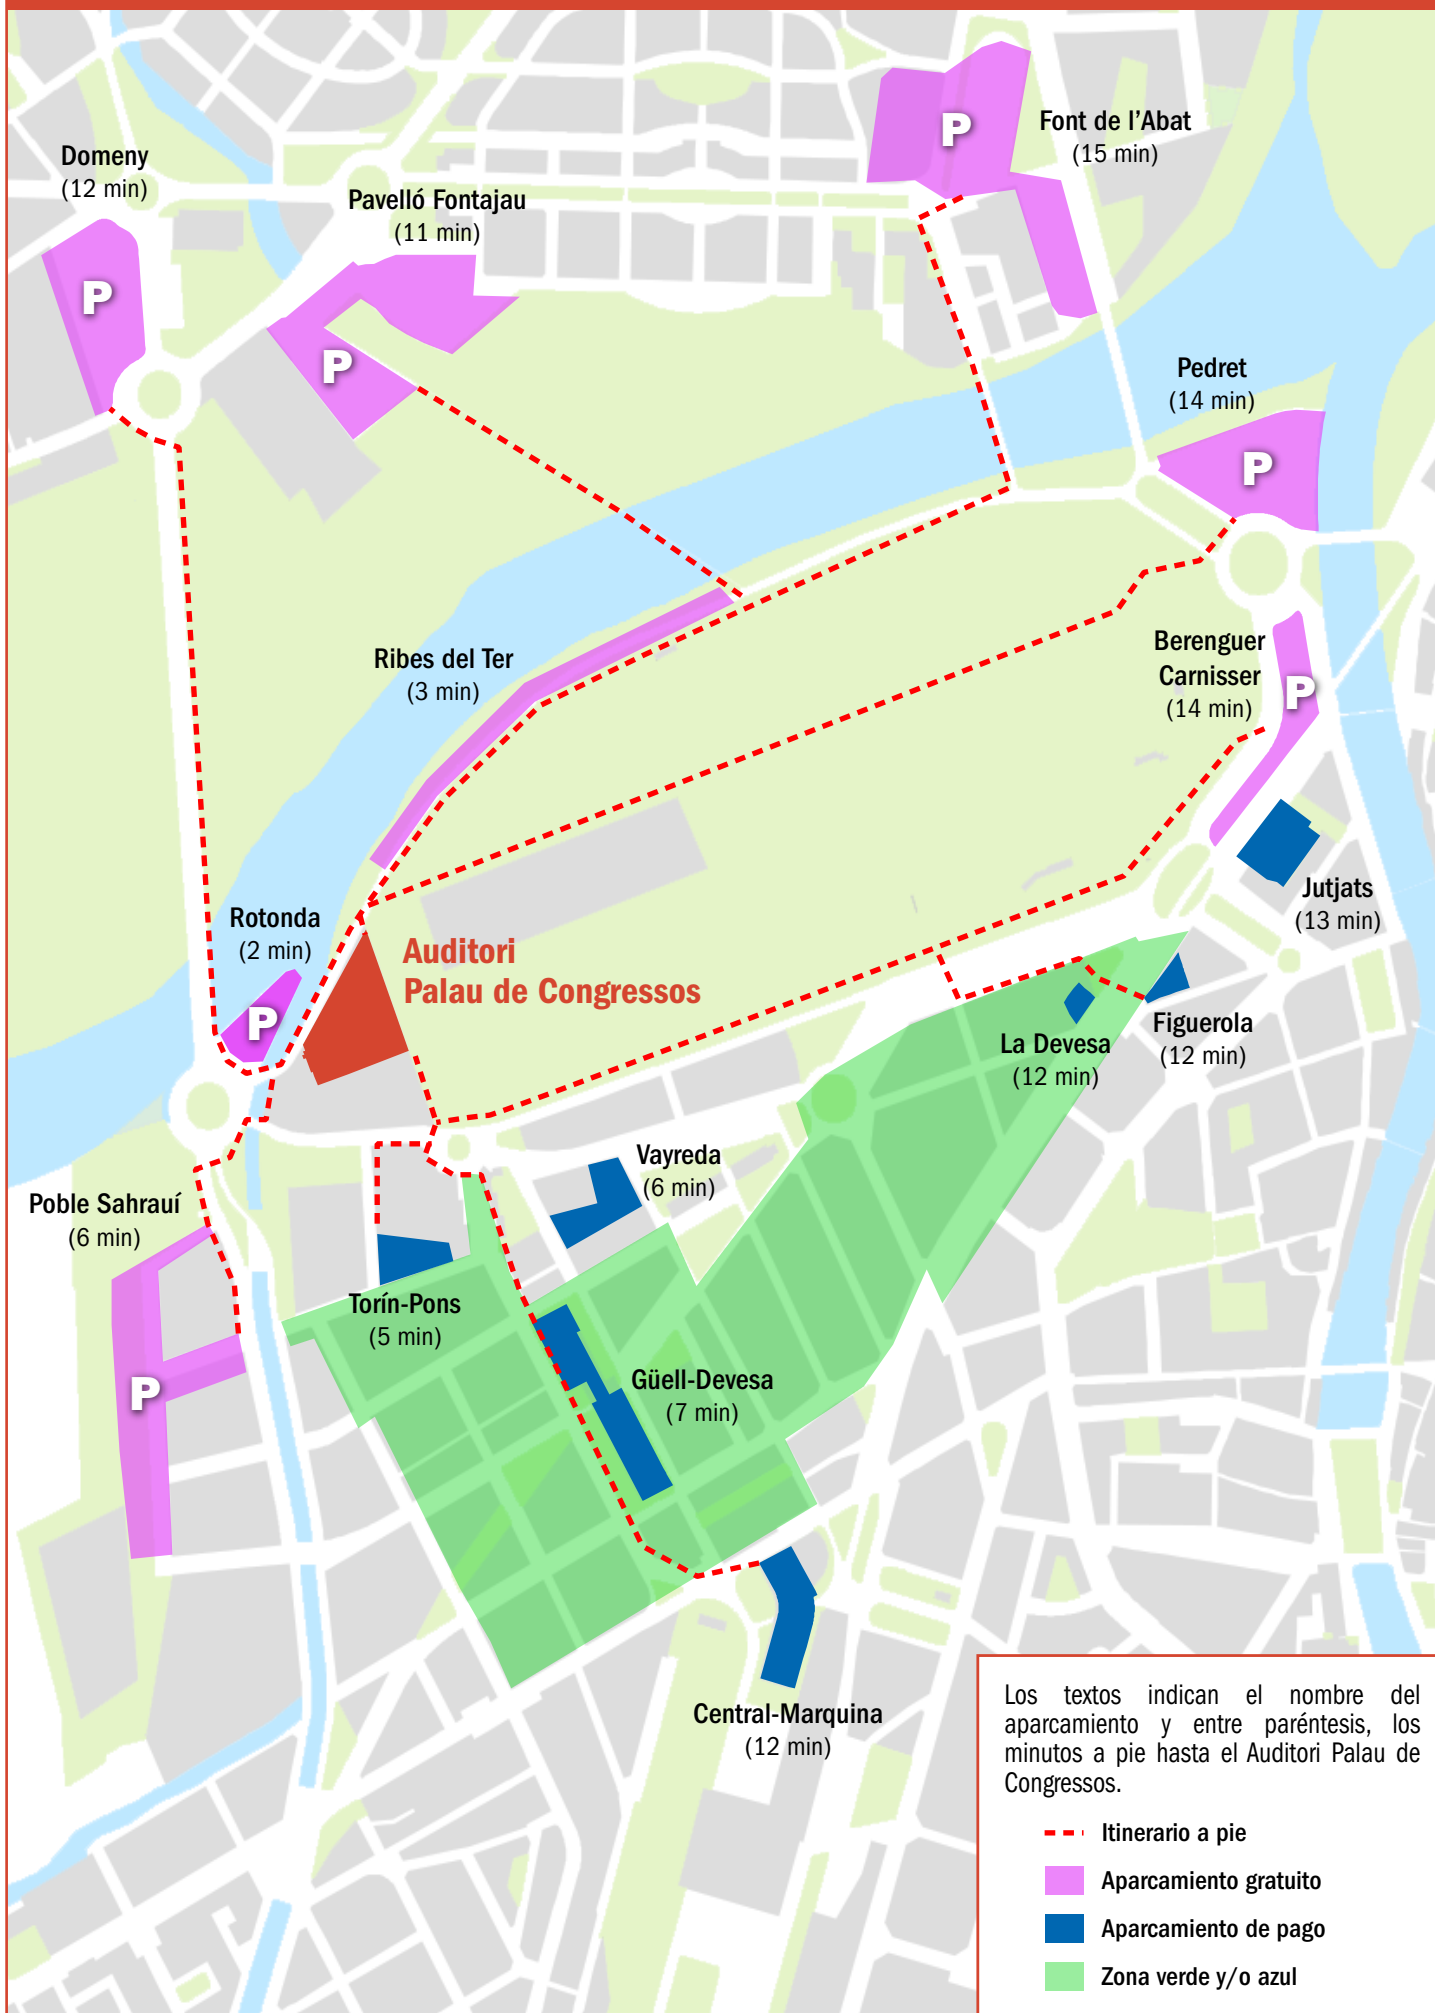 Font de l'Abat
(15 min)
P
Domeny
(12 min)
Pavelló Fontajau
(11 min)
P
P
Pedret
(14 min)
P
Ribes del Ter
(3 min)
Berenguer
Carnisser
(14 min)
P
Jutjats
(13 min)
Rotonda
(2 min)
P
Auditori
Palau de Congressos
Figuerola
(12 min)
La Devesa
(12 min)
Vayreda
(6 min)
Poble Sahrauí
(6 min)
P
Torín-Pons
(5 min)
Güell-Devesa
(7 min)
Central-Marquina
(12 min)
Los textos indican el nombre del
aparcamiento y entre paréntesis, los
minutos a pie hasta el Auditori Palau de
Congressos.
Itinerario a pie
Aparcamiento gratuito
Aparcamiento de pago
Zona verde y/o azul